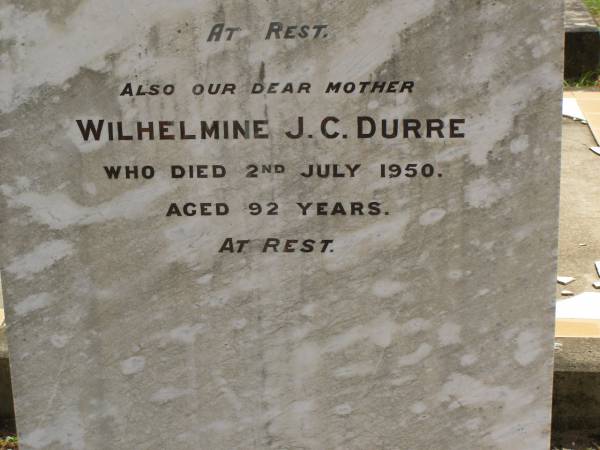 AT REST.
ALSO OUR DEAR MOTHER
WILHELMINE J. C. DURRE
WHO DIED 2ND JULY 1950.
AGED 92 YEARS.
AT REST.